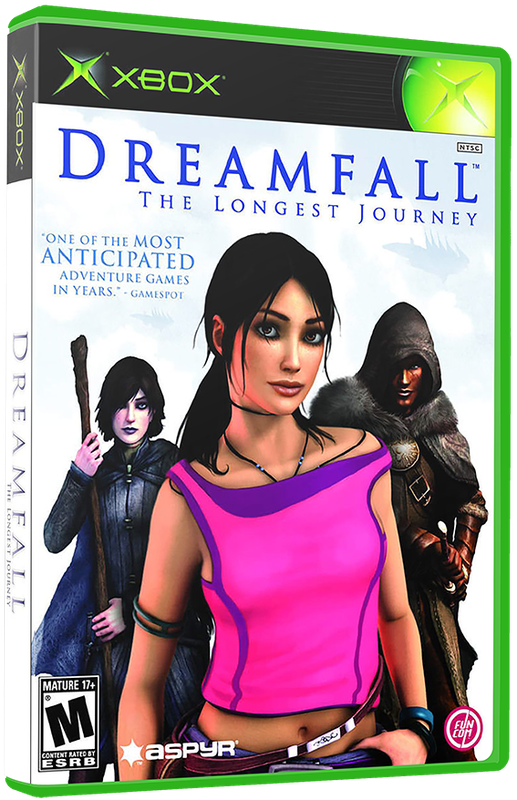 XBOX
XBOX
NTSC
DREAMFALL™
THE LONGEST JOURNEY
"ONE OF THE MOST
ANTICIPATED
ADVENTURE GAMES
IN YEARS." - GAMESPOT
DREAMFALL
THE LONGEST JOURNEY
MATURE 17+
M
®
CONTENT RATED BY
ESRB
ASPYR
FUN
COM